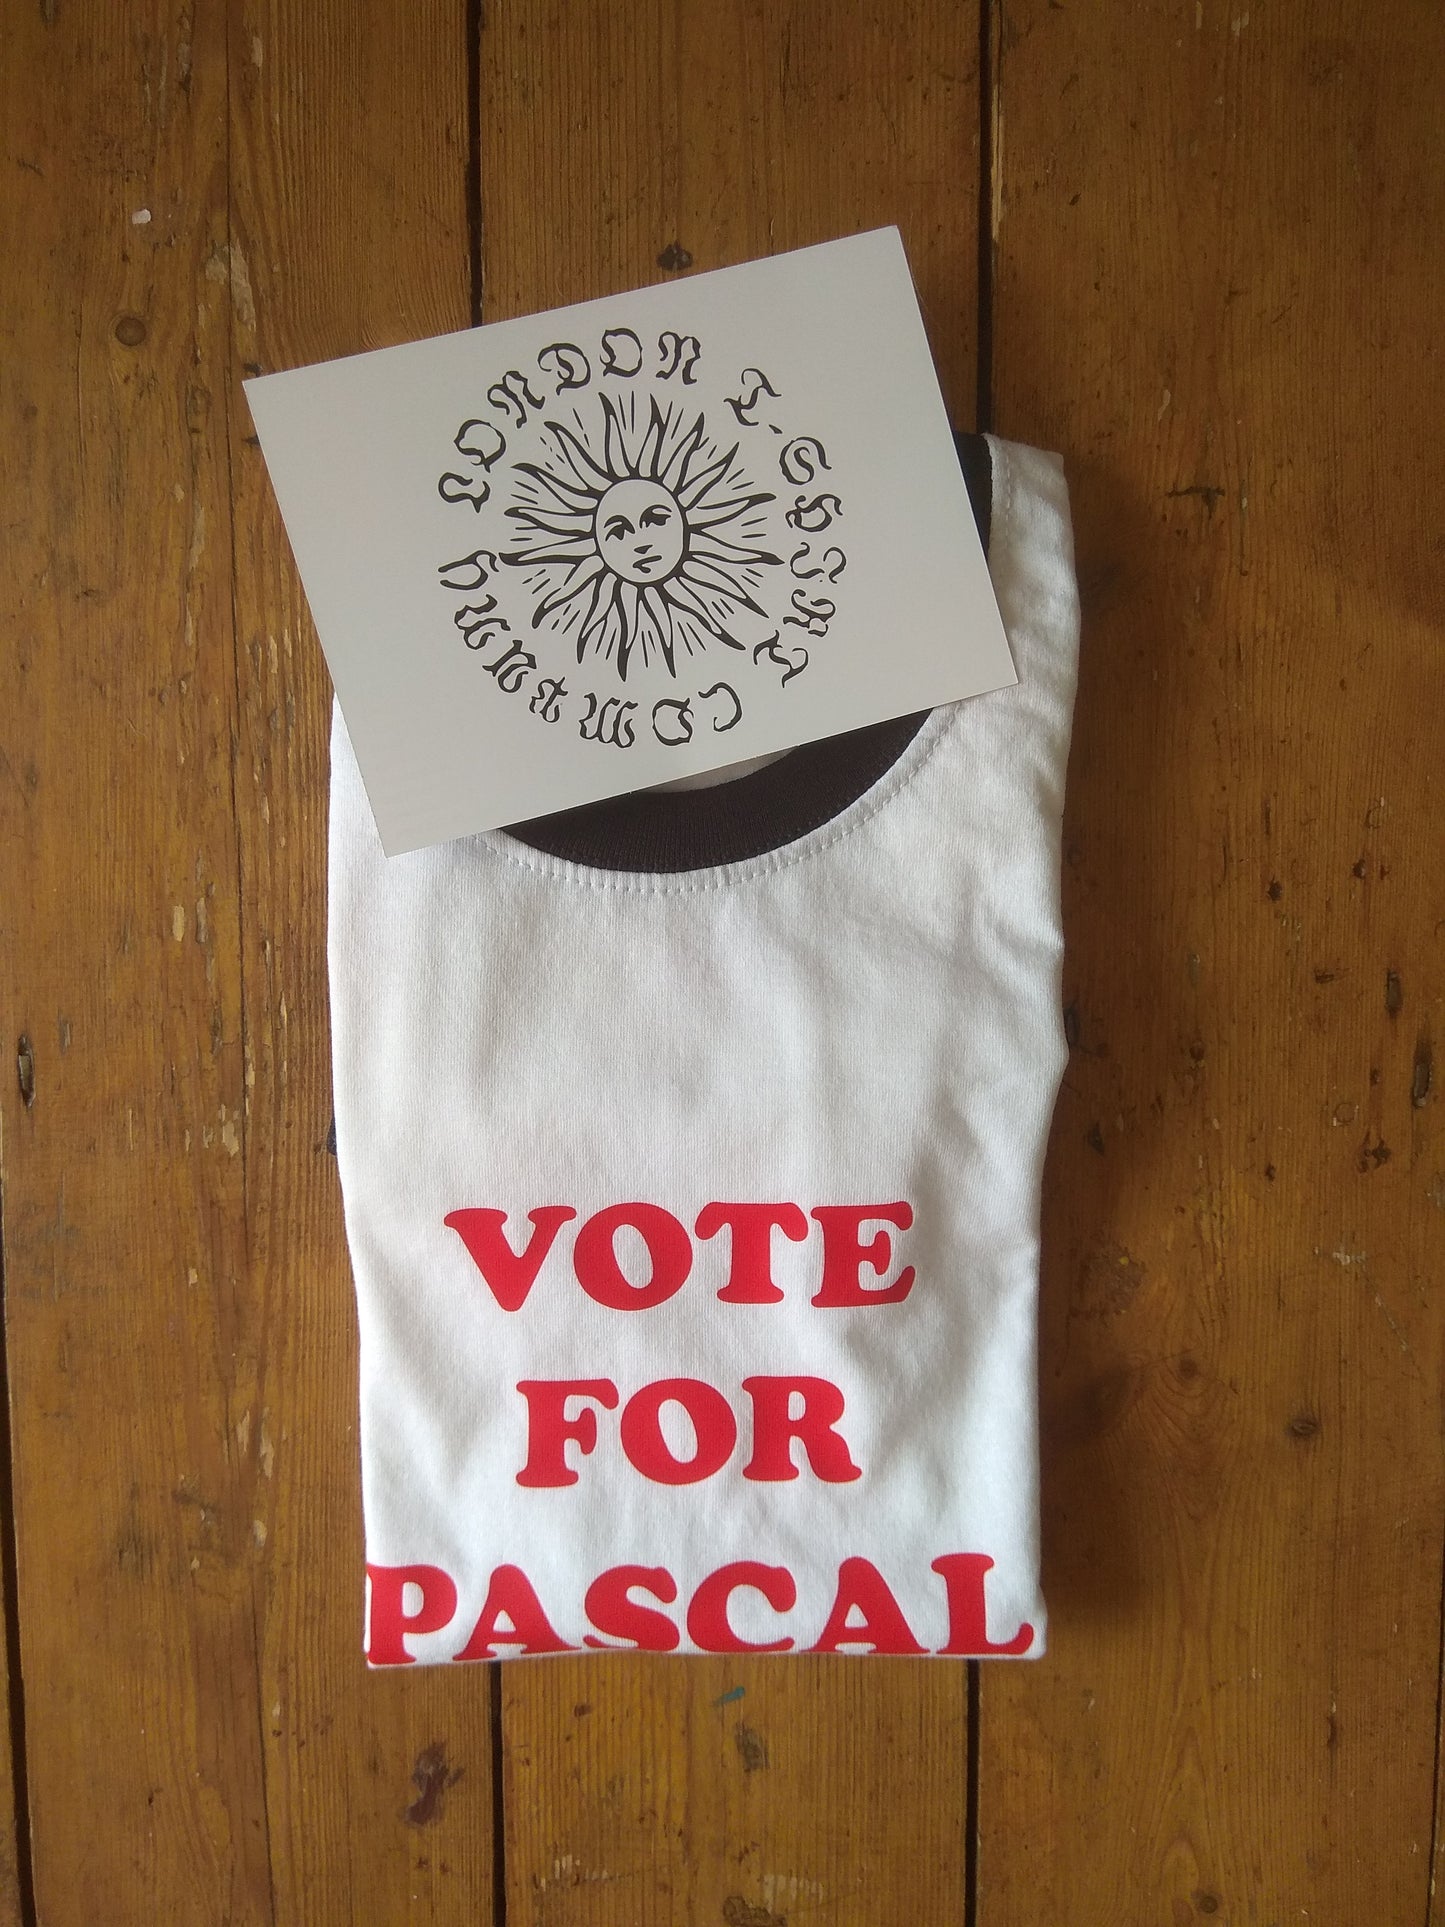 LONDON T-SHIRT COMPANY
VOTE
FOR
PASCAL